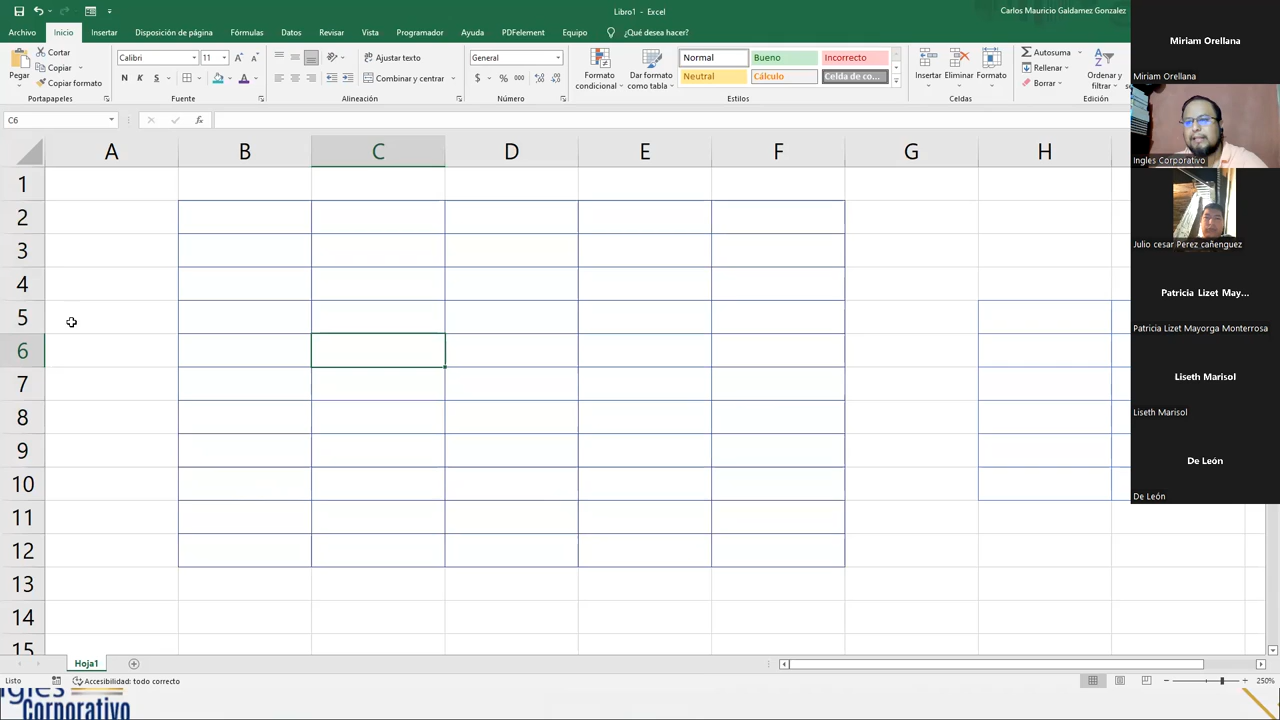 Libro1 - Excel
Carlos Mauricio Galdamez Gonzalez
Archivo Inicio Insertar Disposición de página Fórmulas Datos Revisar Vista Programador Ayuda PDFelement Equipo ¿Qué desea hacer?
Pegar
Cortar
Copiar
Copiar formato
Portapapeles
Calibri 11
N K S
Fuente
Ajustar texto
Combinar y centrar
Alineación
General
$ % 000
Número
Formato condicional
Dar formato como tabla
Normal Bueno Incorrecto
Neutral Cálculo Celda de co...
Estilos
Insertar Eliminar Formato
Celdas
Autosuma
Rellenar
Borrar
Ordenar y filtrar
Edición
C6
fx
A B C D E F G H
1
2
3
4
5
6
7
8
9
10
11
12
13
14
15
Hoja1
Listo
Accesibilidad: todo correcto
250%
Miriam Orellana
Miriam Orellana
Ingles Corporativo
Julio cesar Perez cañenguez
Patricia Lizet May...
Patricia Lizet Mayorga Monterrosa
Liseth Marisol
Liseth Marisol
De León
De León
Ingles
Corporativo